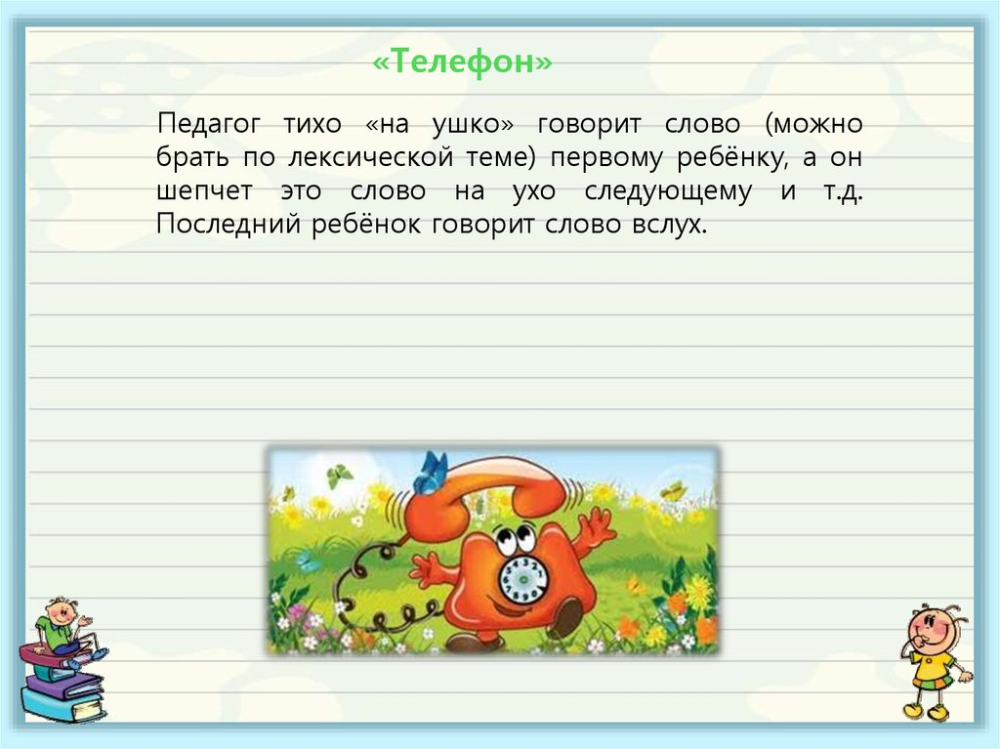 «Телефон»
Педагог тихо «на ушко» говорит слово (можно
брать по лексической теме) первому ребёнку, а он
шепчет это слово на ухо следующему и т.д.
Последний ребёнок говорит слово вслух.